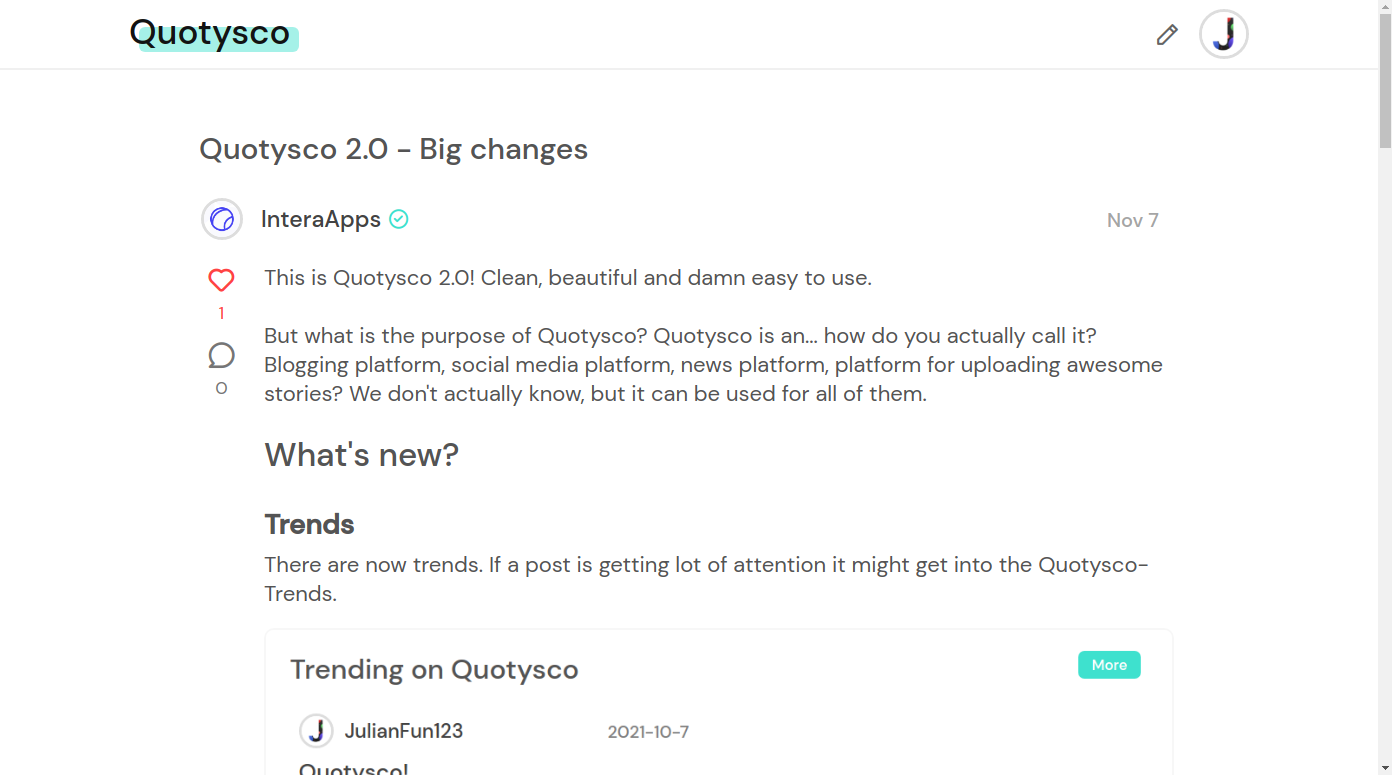 Quotysco
Quotysco 2.0 - Big changes
InteraApps
Nov 7
This is Quotysco 2.0! Clean, beautiful and damn easy to use.
1
But what is the purpose of Quotysco? Quotysco is an... how do you actually call it?
Blogging platform, social media platform, news platform, platform for uploading awesome
stories? We don't actually know, but it can be used for all of them.
0
What's new?
Trends
There are now trends. If a post is getting lot of attention it might get into the Quotysco-
Trends.
Trending on Quotysco
More
JulianFun123
2021-10-7
Quotysco!